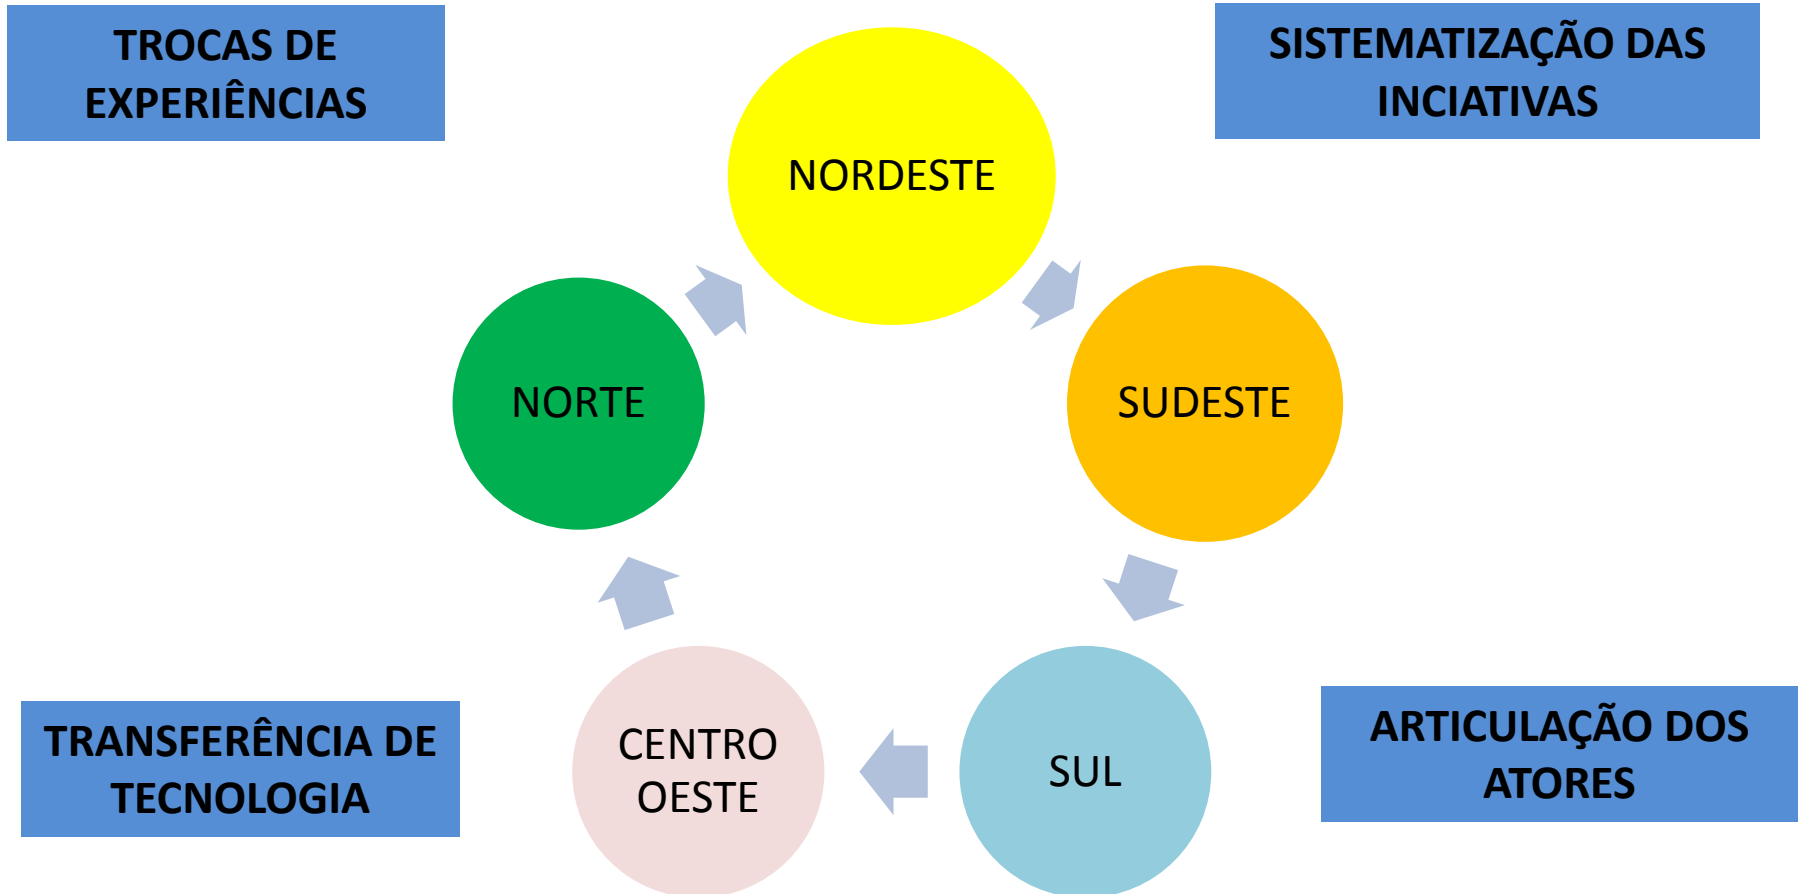 TROCAS DE
EXPERIÊNCIAS
SISTEMATIZAÇÃO DAS
INCIATIVAS
NORDESTE
NORTE
SUDESTE
TRANSFERÊNCIA DE
TECNOLOGIA
CENTRO
OESTE
SUL
ARTICULAÇÃO DOS
ATORES